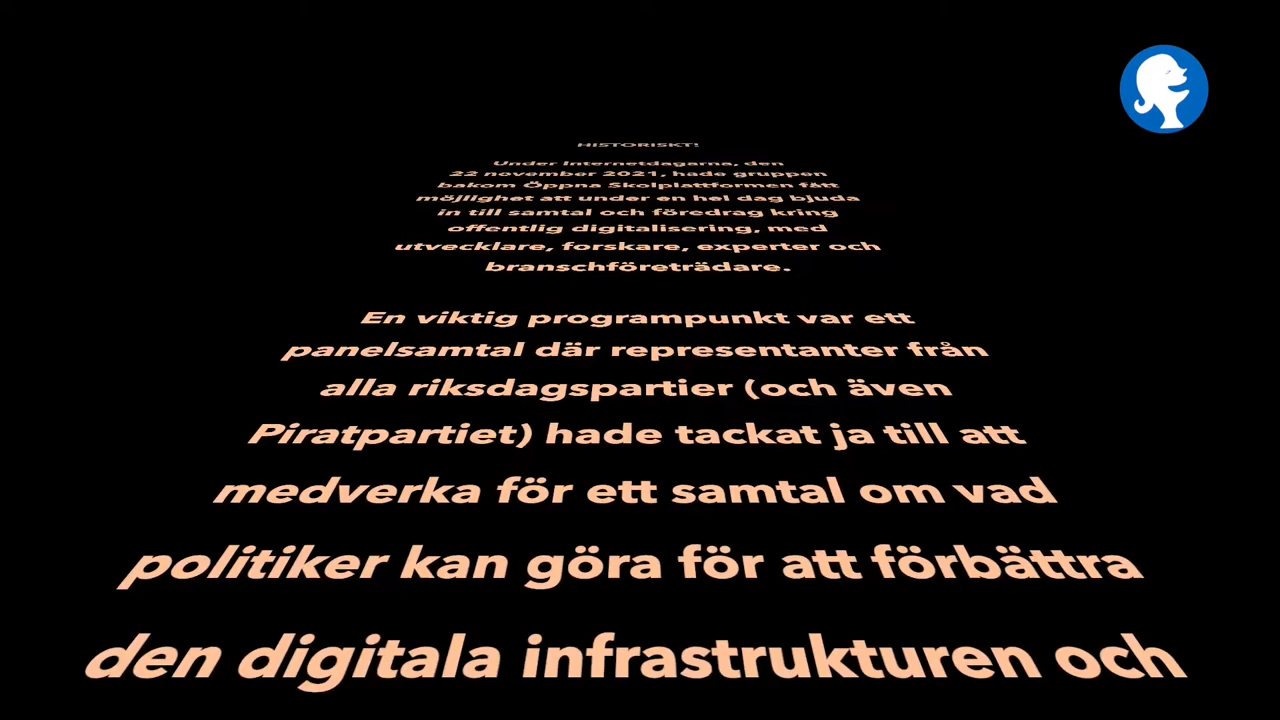 HISTORISKT!
Under Internetdagarna, den
22 november 2021, hade gruppen
bakom Öppna Skolplattformen fått
möjlighet att under en hel dag bjuda
in till samtal och föredrag kring
offentlig digitalisering, med
utvecklare, forskare, experter och
branschföreträdare.
En viktig programpunkt var ett
panelsamtal där representanter från
alla riksdagspartier (och även
Piratpartiet) hade tackat ja till att
medverka för ett samtal om vad
politiker kan göra för att förbättra
den digitala infrastrukturen och